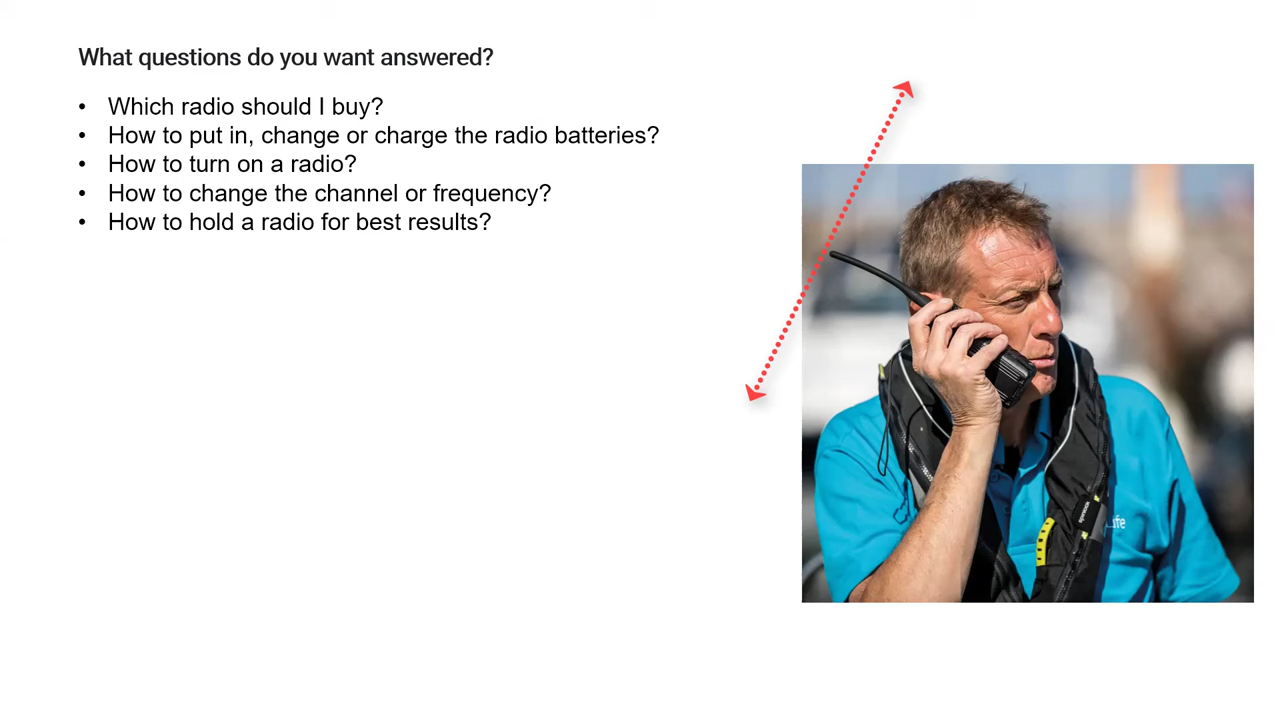 What questions do you want answered?
• Which radio should I buy?
• How to put in, change or charge the radio batteries?
• How to turn on a radio?
• How to change the channel or frequency?
• How to hold a radio for best results?